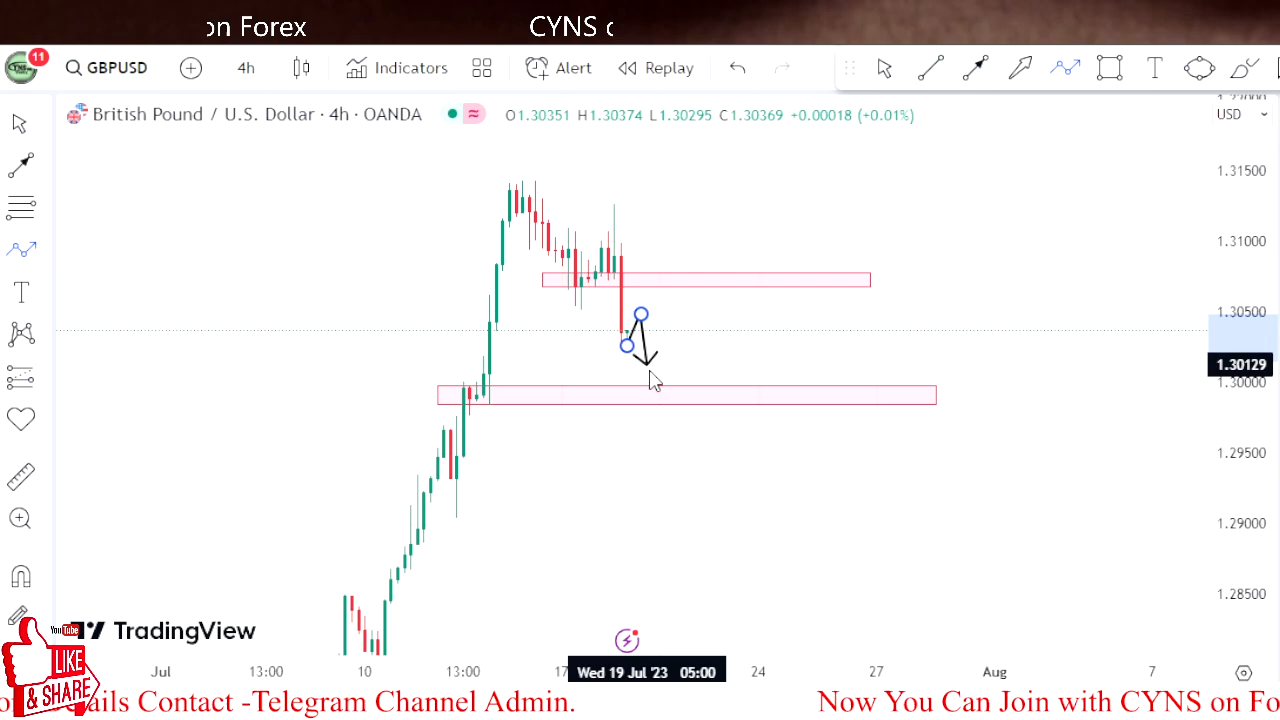 on Forex CYNS
11
GBPUSD 4h Indicators Alert Replay T
British Pound / U.S. Dollar · 4h · OANDA O1.30351 H1.30374 L1.30295 C1.30369 +0.00018 (+0.01%)
USD
1.31500
1.31000
1.30500
1.30129
1.30000
1.29500
1.29000
1.28500
T
TradingView
YouTube
LIKE
& SHARE
Jul 13:00 10 13:00 17 Wed 19 Jul '23 05:00 24 27 Aug 7
Contact -Telegram Channel Admin. Now You Can Join with CYNS on Fo